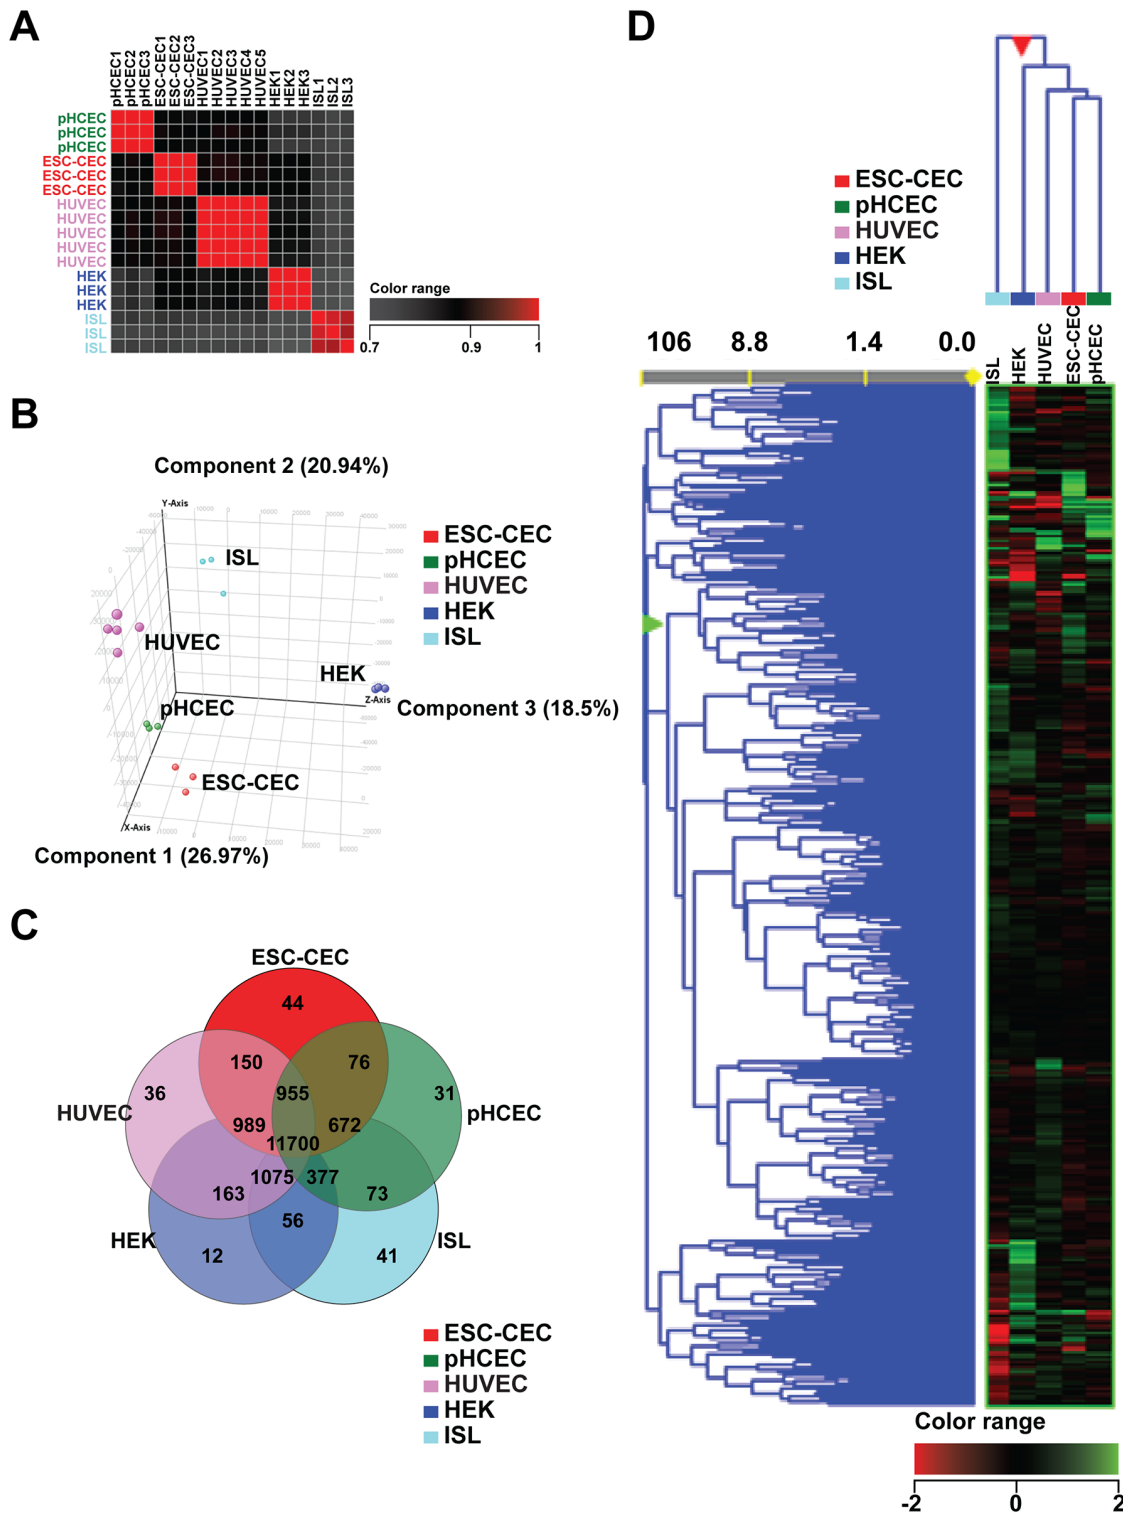 A
pHCEC1
pHCEC2
pHCEC3
ESC-CEC1
ESC-CEC2
ESC-CEC3
HUVEC1
HUVEC2
HUVEC3
HUVEC4
HUVEC5
HEK1
HEK2
HEK3
ISL1
ISL2
ISL3
pHCEC
pHCEC
pHCEC
ESC-CEC
ESC-CEC
ESC-CEC
HUVEC
HUVEC
HUVEC
HUVEC
HUVEC
HEK
HEK
HEK
ISL
ISL
ISL
Color range
0.7 0.9 1
B
Component 2 (20.94%)
Y-Axis
ISL
HUVEC
HEK
Z-Axis
Component 3 (18.5%)
pHCEC
ESC-CEC
X-Axis
Component 1 (26.97%)
ESC-CEC
pHCEC
HUVEC
HEK
ISL
C
ESC-CEC
44
150 76
36 955 31
HUVEC pHCEC
989 672
11700
1075 377
163 73
56
HEK ISL
12 41
ESC-CEC
pHCEC
HUVEC
HEK
ISL
D
ESC-CEC
pHCEC
HUVEC
HEK
ISL
106 8.8 1.4 0.0
ISL
HEK
HUVEC
ESC-CEC
pHCEC
Color range
-2 0 2